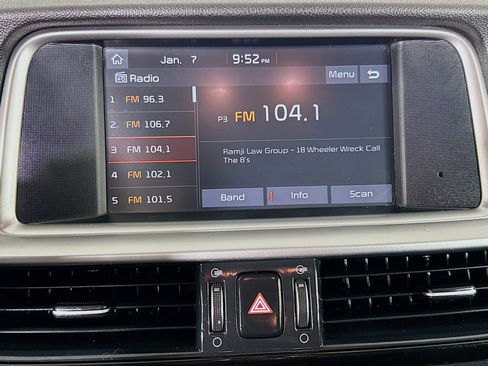 Jan. 7 9:52 PM
Radio Menu
1 FM 96.3
2 FM 106.7
3 FM 104.1
4 FM 102.1
5 FM 101.5
P3 FM 104.1
Ramji Law Group - 18 Wheeler Wreck Call
The 8's
Band Info Scan